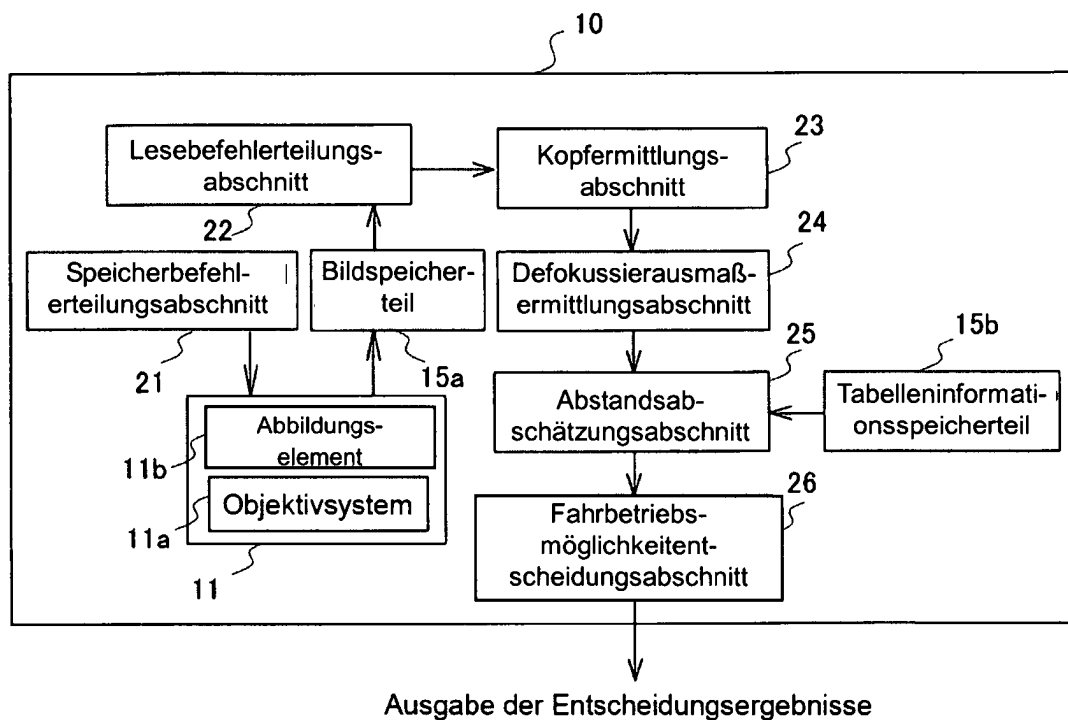 10
Lesebefehlerteilungs-
abschnitt
22
Kopfermittlungs-
abschnitt
23
Speicherbefehl-
erteilungsabschnitt
21
Bildspeicher-
teil
15a
Defokussierausmaß-
ermittlungsabschnitt
24
Abstandsab-
schätzungsabschnitt
25
Tabelleninformati-
onsspeicherteil
15b
Abbildungs-
element
11b
Objektivsystem
11a
11
Fahrbetriebs-
möglichkeitent-
scheidungsabschnitt
26
Ausgabe der Entscheidungsergebnisse